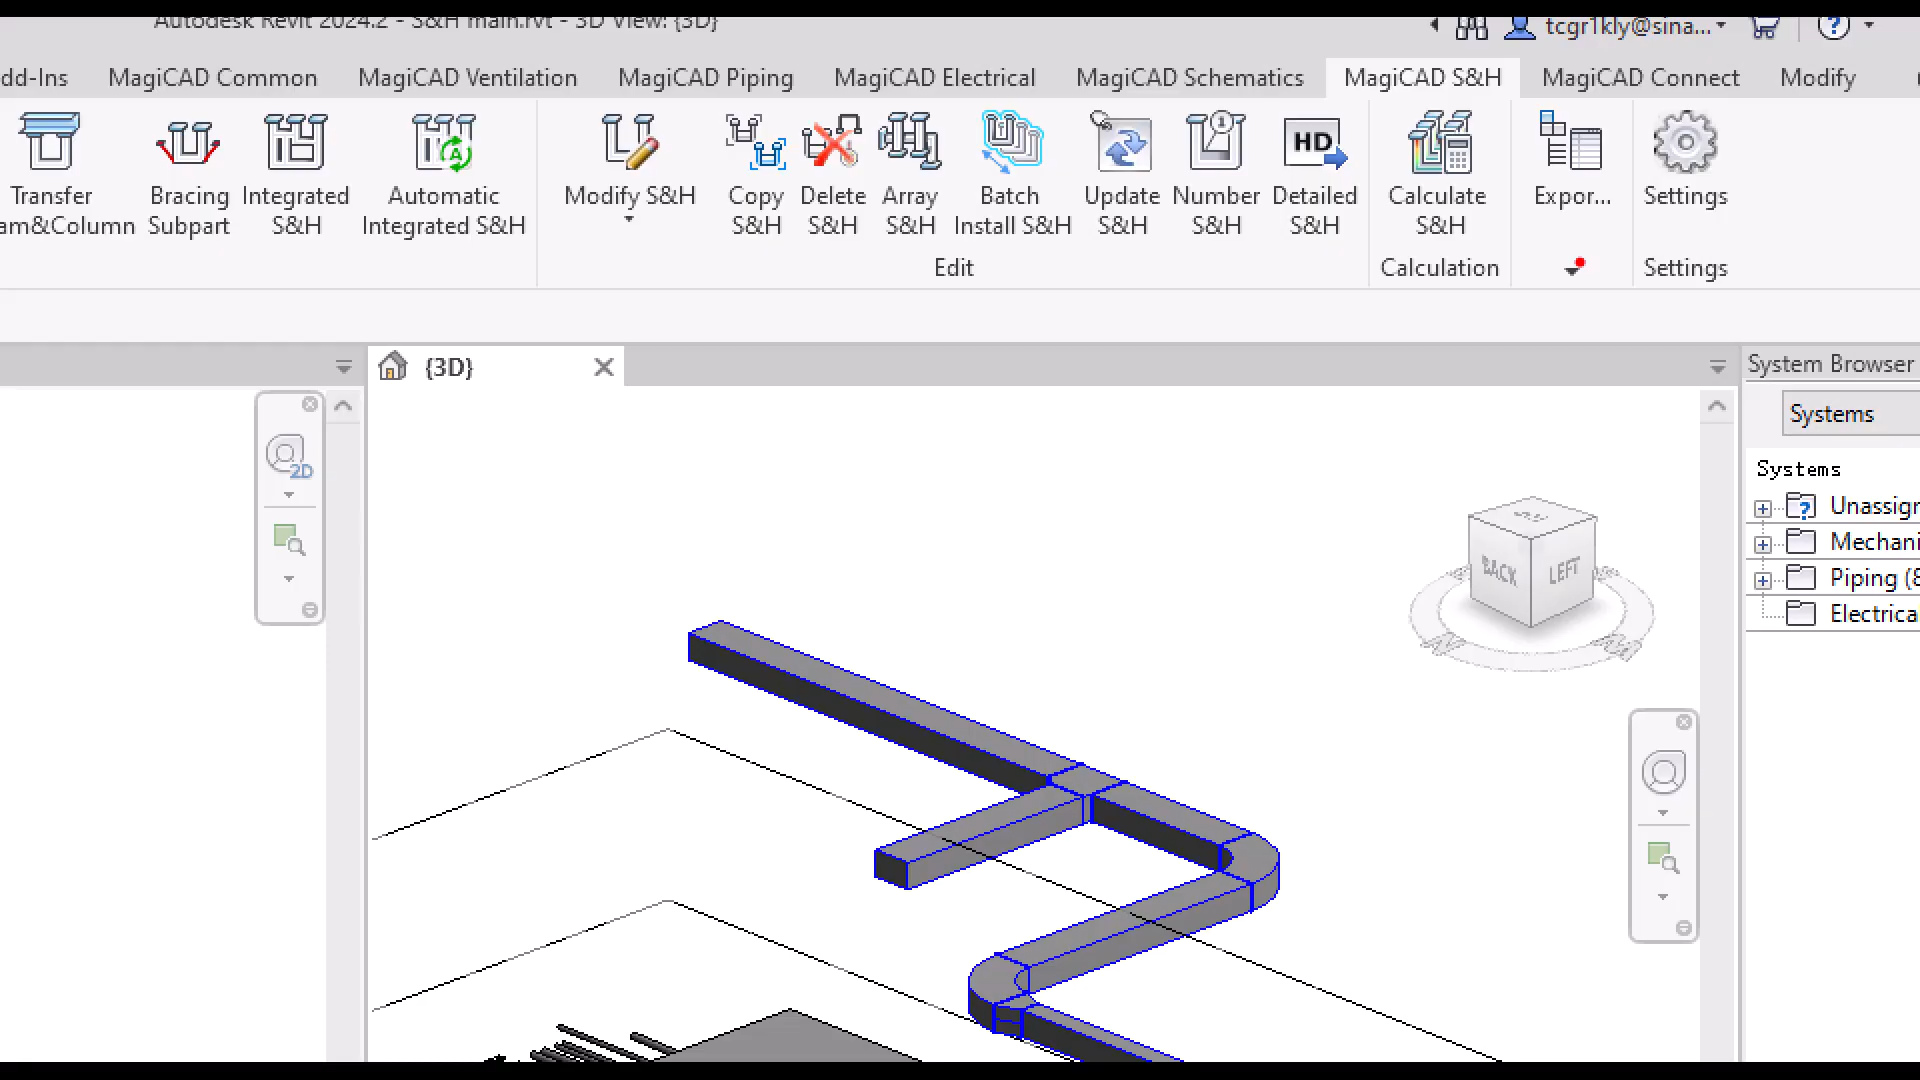 Autodesk Revit 2024.2 - S&H main.rvt - 3D View: {3D}
tcgr1kly@sina...
dd-Ins MagiCAD Common MagiCAD Ventilation MagiCAD Piping MagiCAD Electrical MagiCAD Schematics MagiCAD S&H MagiCAD Connect Modify
Transfer
am&Column
Bracing
Subpart
Integrated
S&H
Automatic
Integrated S&H
Modify S&H
Copy
S&H
Delete
S&H
Array
S&H
Batch
Install S&H
Update
S&H
Number
S&H
HD
Detailed
S&H
Calculate
S&H
Expor...
Settings
Edit
Calculation
Settings
{3D}
System Browser
2D
Systems
Systems
Unassigr
Mechani
Piping (8
Electrica
BACK
LEFT